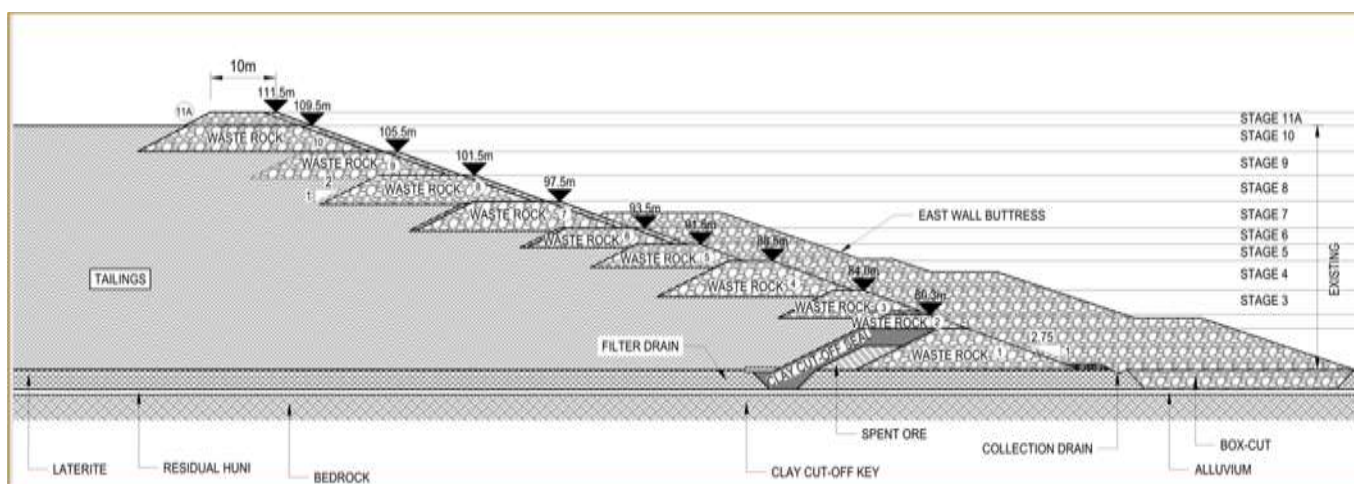 10m
111.5m
11A
109.5m
STAGE 11A
WASTE ROCK 10
STAGE 10
105.5m
WASTE ROCK 9
STAGE 9
101.5m
2
1
WASTE ROCK 8
STAGE 8
97.5m
WASTE ROCK 7
STAGE 7
EAST WALL BUTTRESS
93.5m
WASTE ROCK 6
STAGE 6
91.5m
WASTE ROCK 5
STAGE 5
88.5m
TAILINGS
WASTE ROCK 4
STAGE 4
EXISTING
84.0m
WASTE ROCK 3
STAGE 3
80.3m
WASTE ROCK 2
FILTER DRAIN
CLAY CUT-OFF SEAL
WASTE ROCK 1
2.75
1
SPENT ORE
COLLECTION DRAIN
BOX-CUT
LATERITE
RESIDUAL HUNI
BEDROCK
CLAY CUT-OFF KEY
ALLUVIUM